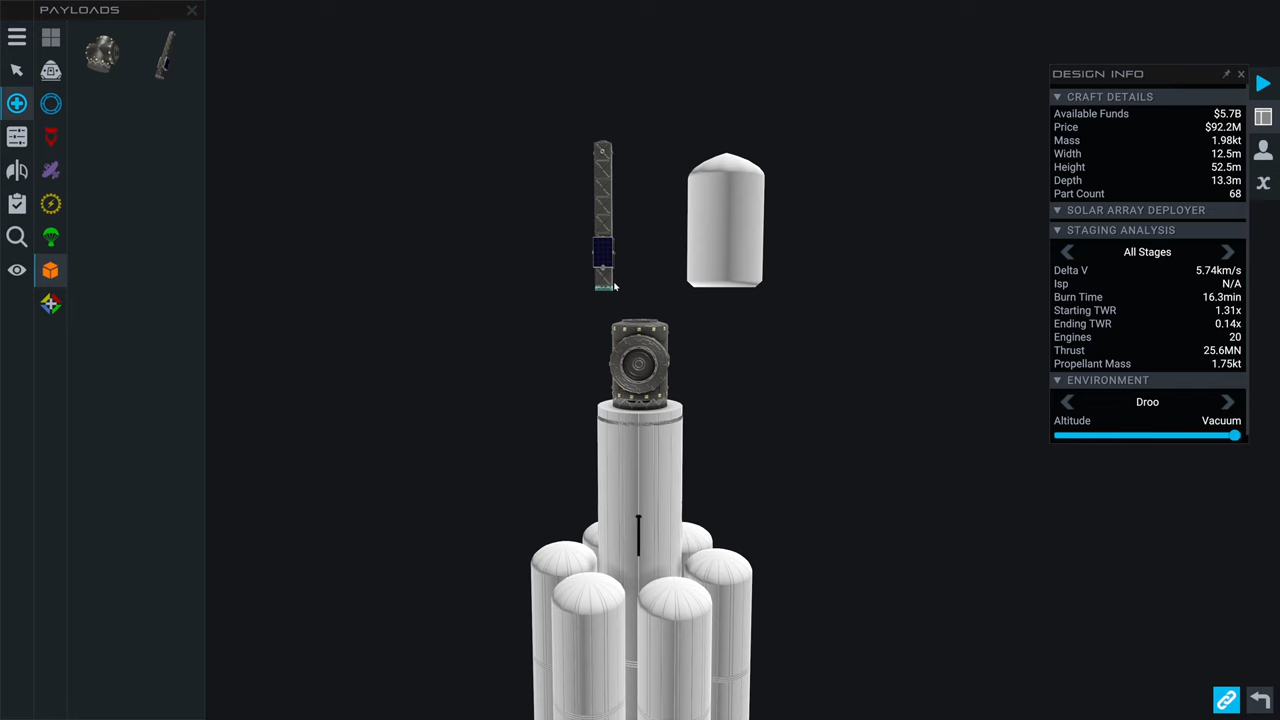 PAYLOADS
DESIGN INFO
CRAFT DETAILS
Available Funds $5.7B
Price $92.2M
Mass 1.98kt
Width 12.5m
Height 52.5m
Depth 13.3m
Part Count 68
SOLAR ARRAY DEPLOYER
STAGING ANALYSIS
All Stages
Delta V 5.74km/s
Isp N/A
Burn Time 16.3min
Starting TWR 1.31x
Ending TWR 0.14x
Engines 20
Thrust 25.6MN
Propellant Mass 1.75kt
ENVIRONMENT
Droo
Altitude Vacuum